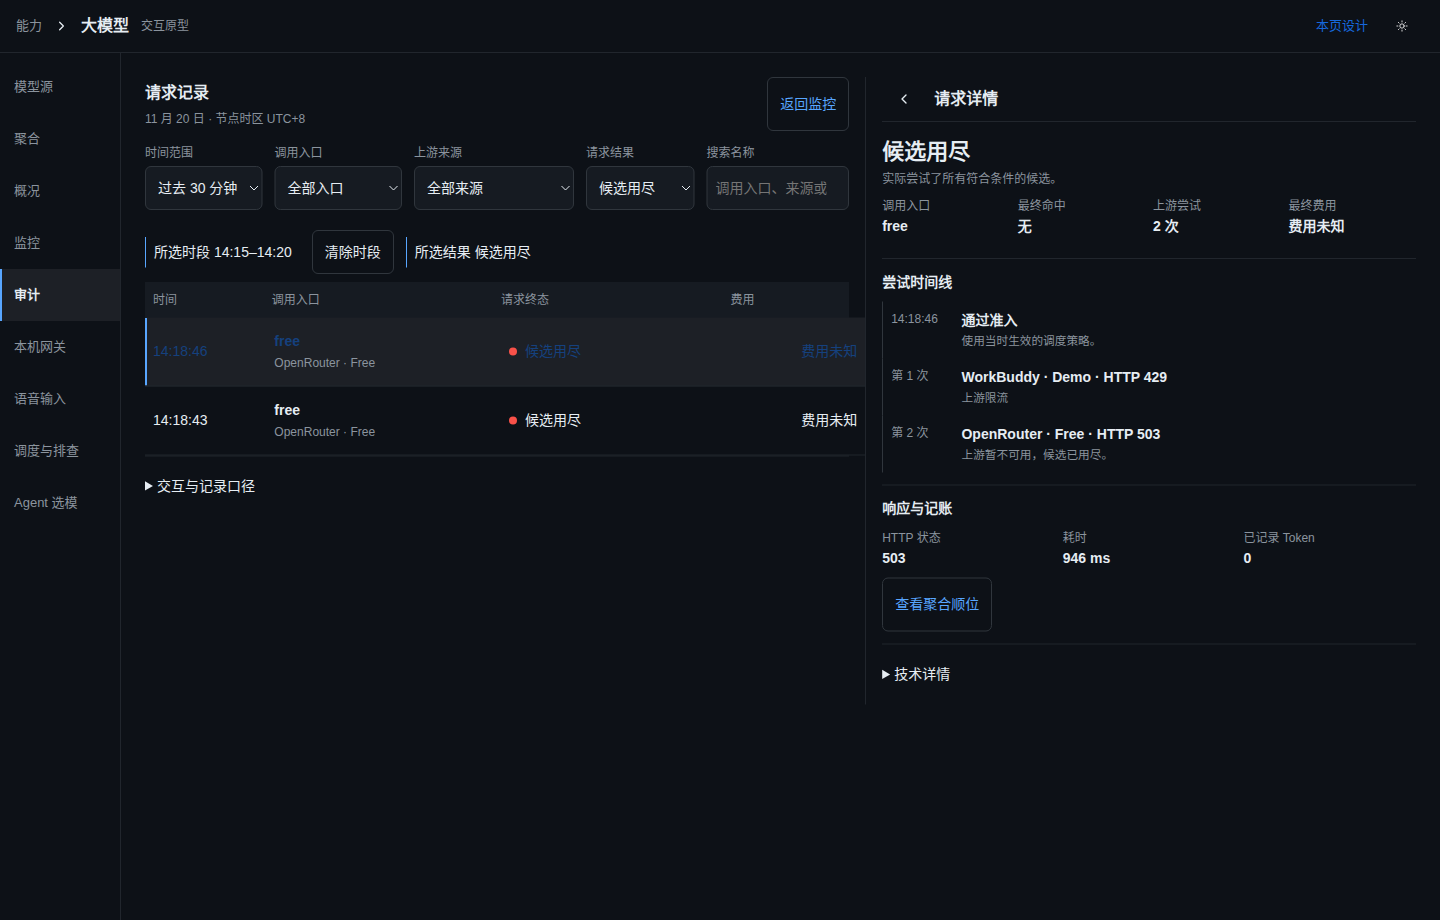 能力 大模型 交互原型 本页设计
模型源
聚合
概况
监控
审计
本机网关
语音输入
调度与排查
Agent 选模
请求记录
11 月 20 日 · 节点时区 UTC+8
返回监控
时间范围 调用入口 上游来源 请求结果 搜索名称
过去 30 分钟 全部入口 全部来源 候选用尽 调用入口、来源或
所选时段 14:15–14:20 清除时段 所选结果 候选用尽
时间 调用入口 请求终态 费用
14:18:46 free 候选用尽 费用未知
OpenRouter · Free
14:18:43 free 候选用尽 费用未知
OpenRouter · Free
交互与记录口径
请求详情
候选用尽
实际尝试了所有符合条件的候选。
调用入口 最终命中 上游尝试 最终费用
free 无 2 次 费用未知
尝试时间线
14:18:46 通过准入
使用当时生效的调度策略。
第 1 次 WorkBuddy · Demo · HTTP 429
上游限流
第 2 次 OpenRouter · Free · HTTP 503
上游暂不可用，候选已用尽。
响应与记账
HTTP 状态 耗时 已记录 Token
503 946 ms 0
查看聚合顺位
技术详情